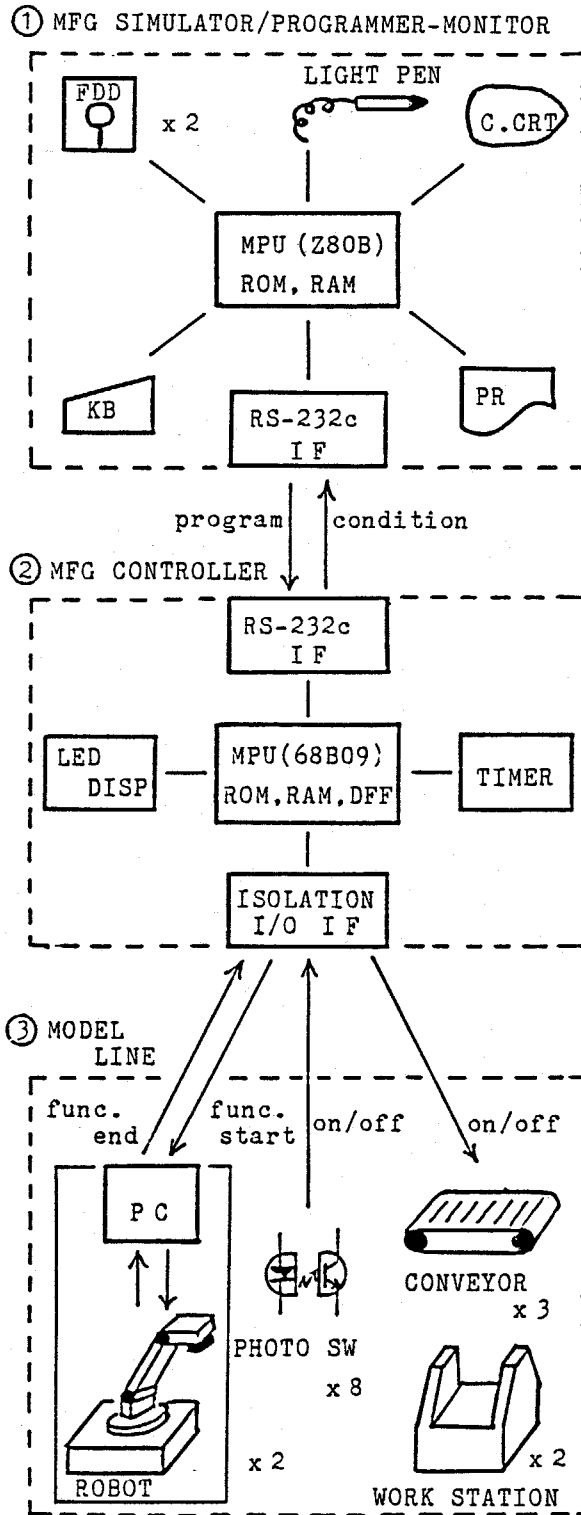 ① MFG SIMULATOR/PROGRAMMER-MONITOR
FDD
x 2
LIGHT PEN
C.CRT
MPU (Z80B)
ROM, RAM
KB
RS-232c
I F
PR
program
condition
② MFG CONTROLLER
RS-232c
I F
LED
DISP
MPU(68B09)
ROM,RAM,DFF
TIMER
ISOLATION
I/O I F
③ MODEL
LINE
func.
end
func.
start
on/off
on/off
P C
CONVEYOR
x 3
PHOTO SW
x 8
ROBOT
x 2
x 2
WORK STATION